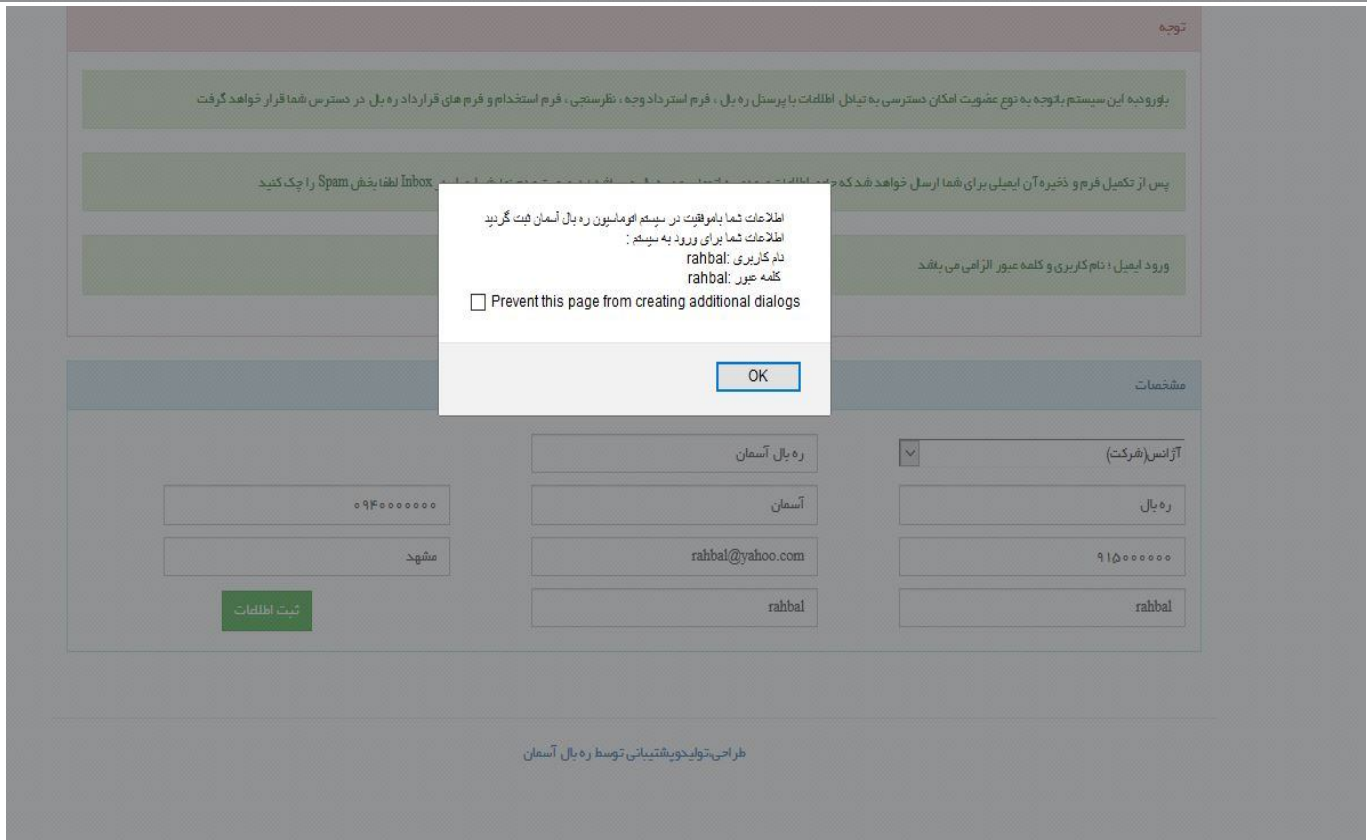 توجه
باورودبه این سیستم باتوجه به نوع عضویت امکان دسترسی به تبادل اطلاعات با پرسنل ره بال ، فرم استرداد وجه ، نظرسنجی ، فرم استخدام و فرم های قرارداد ره بال در دسترس شما قرار خواهد گرفت
پس از تکمیل فرم و ذخیره آن ایمیلی برای شما ارسال خواهد شد که Inbox لطفا بخش Spam را چک کنید
ورود ایمیل ؛ نام کاربری و کلمه عبور الزامی می باشد
اطلاعات شما باموفقیت در سیستم اتوماسیون ره بال آسمان ثبت گردید
اطلاعات شما برای ورود به سیستم :
نام کاربری :rahbal
کلمه عبور :rahbal
Prevent this page from creating additional dialogs
OK
مشخصات
آژانس(شرکت) ره بال آسمان
ره بال آسمان ۰۹۴۰۰۰۰۰۰۰
۹۱۵۰۰۰۰۰۰ rahbal@yahoo.com مشهد
rahbal rahbal ثبت اطلاعات
طراحی،تولیدوپشتیبانی توسط ره بال آسمان